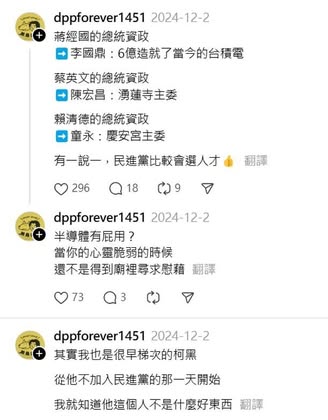 dppforever1451 2024-12-2
蔣經國的總統資政
➡️李國鼎：6億造就了當今的台積電
蔡英文的總統資政
➡️陳宏昌：湧蓮寺主委
賴清德的總統資政
➡️童永：慶安宮主委
有一說一，民進黨比較會選人才👍 翻譯
296 18 9
dppforever1451 2024-12-2
半導體有屁用？
當你的心靈脆弱的時候
還不是得到廟裡尋求慰藉 翻譯
73 3
dppforever1451 2024-12-2
其實我也是很早梯次的柯黑
從他不加入民進黨的那一天開始
我就知道他這個人不是什麼好東西 翻譯